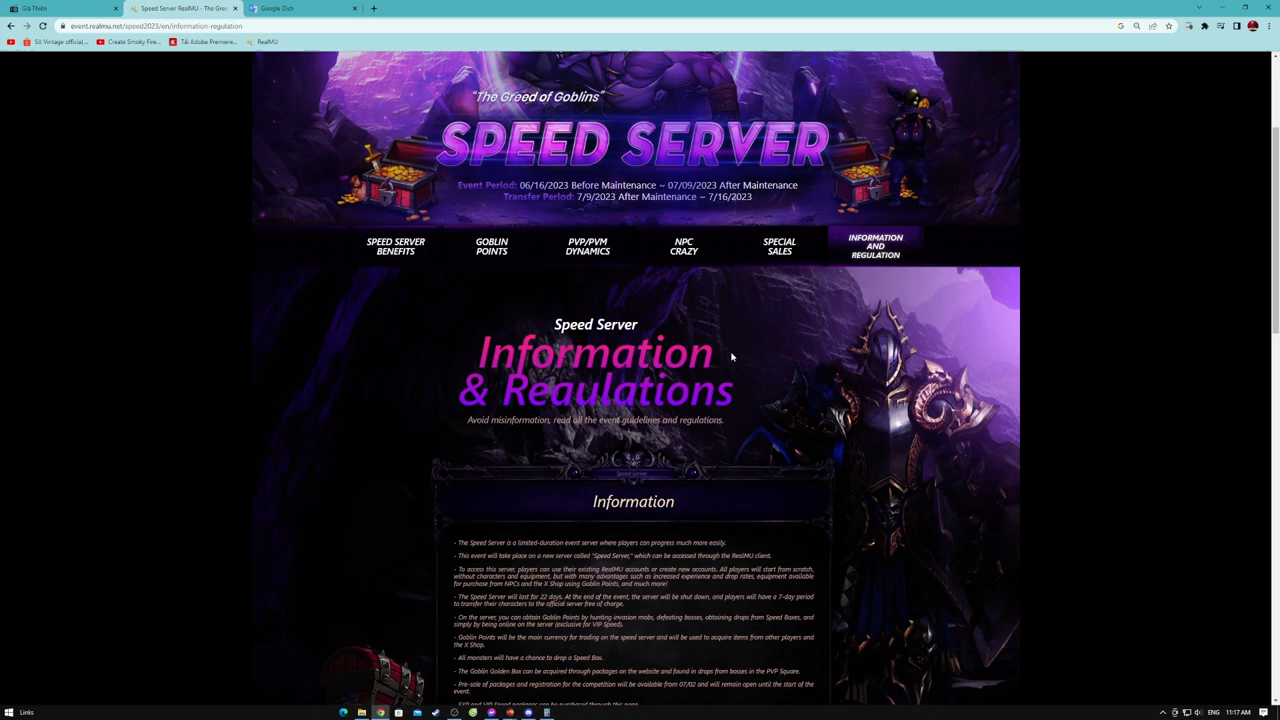 Giả Thiên
Speed Server RealMU - The Gree
Google Dịch
event.realmu.net/speed2023/en/information-regulation
Sò Vintage official...
Create Smoky Fire...
Tải Adobe Premiere...
RealMU
"The Greed of Goblins"
SPEED SERVER
Event Period: 06/16/2023 Before Maintenance ~ 07/09/2023 After Maintenance
Transfer Period: 7/9/2023 After Maintenance ~ 7/16/2023
SPEED SERVER
BENEFITS
GOBLIN
POINTS
PVP/PVM
DYNAMICS
NPC
CRAZY
SPECIAL
SALES
INFORMATION
AND
REGULATION
Speed Server
Information
& Regulations
Avoid misinformation, read all the event guidelines and regulations.
Speed Server
Information
- The Speed Server is a limited-duration event server where players can progress much more easily.
- This event will take place on a new server called "Speed Server," which can be accessed through the RealMU client.
- To access this server, players can use their existing RealMU accounts or create new accounts. All players will start from scratch,
without characters and equipment, but with many advantages such as increased experience and drop rates, equipment available
for purchase from NPCs and the X Shop using Goblin Points, and much more!
- The Speed Server will last for 22 days. At the end of the event, the server will be shut down, and players will have a 7-day period
to transfer their characters to the official server free of charge.
- On the server, you can obtain Goblin Points by hunting invasion mobs, defeating bosses, obtaining drops from Speed Boxes, and
simply by being online on the server (exclusive for VIP Speed).
- Goblin Points will be the main currency for trading on the speed server and will be used to acquire items from other players and
the X Shop.
- All monsters will have a chance to drop a Speed Box.
- The Goblin Golden Box can be acquired through packages on the website and found in drops from bosses in the PVP Square.
- Pre-sale of packages and registration for the competition will be available from 07/02 and will remain open until the start of the
event.
- EXP and VIP Speed packages can be purchased through this page.
Links
ENG
11:17 AM